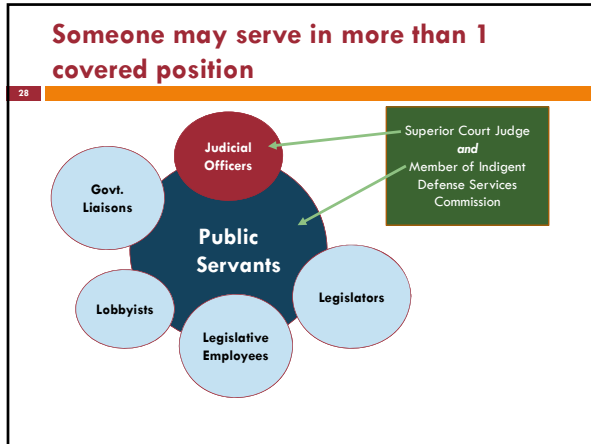 Someone may serve in more than 1
covered position
28
Judicial
Officers
Superior Court Judge
and
Member of Indigent
Defense Services
Commission
Govt.
Liaisons
Public
Servants
Lobbyists
Legislators
Legislative
Employees